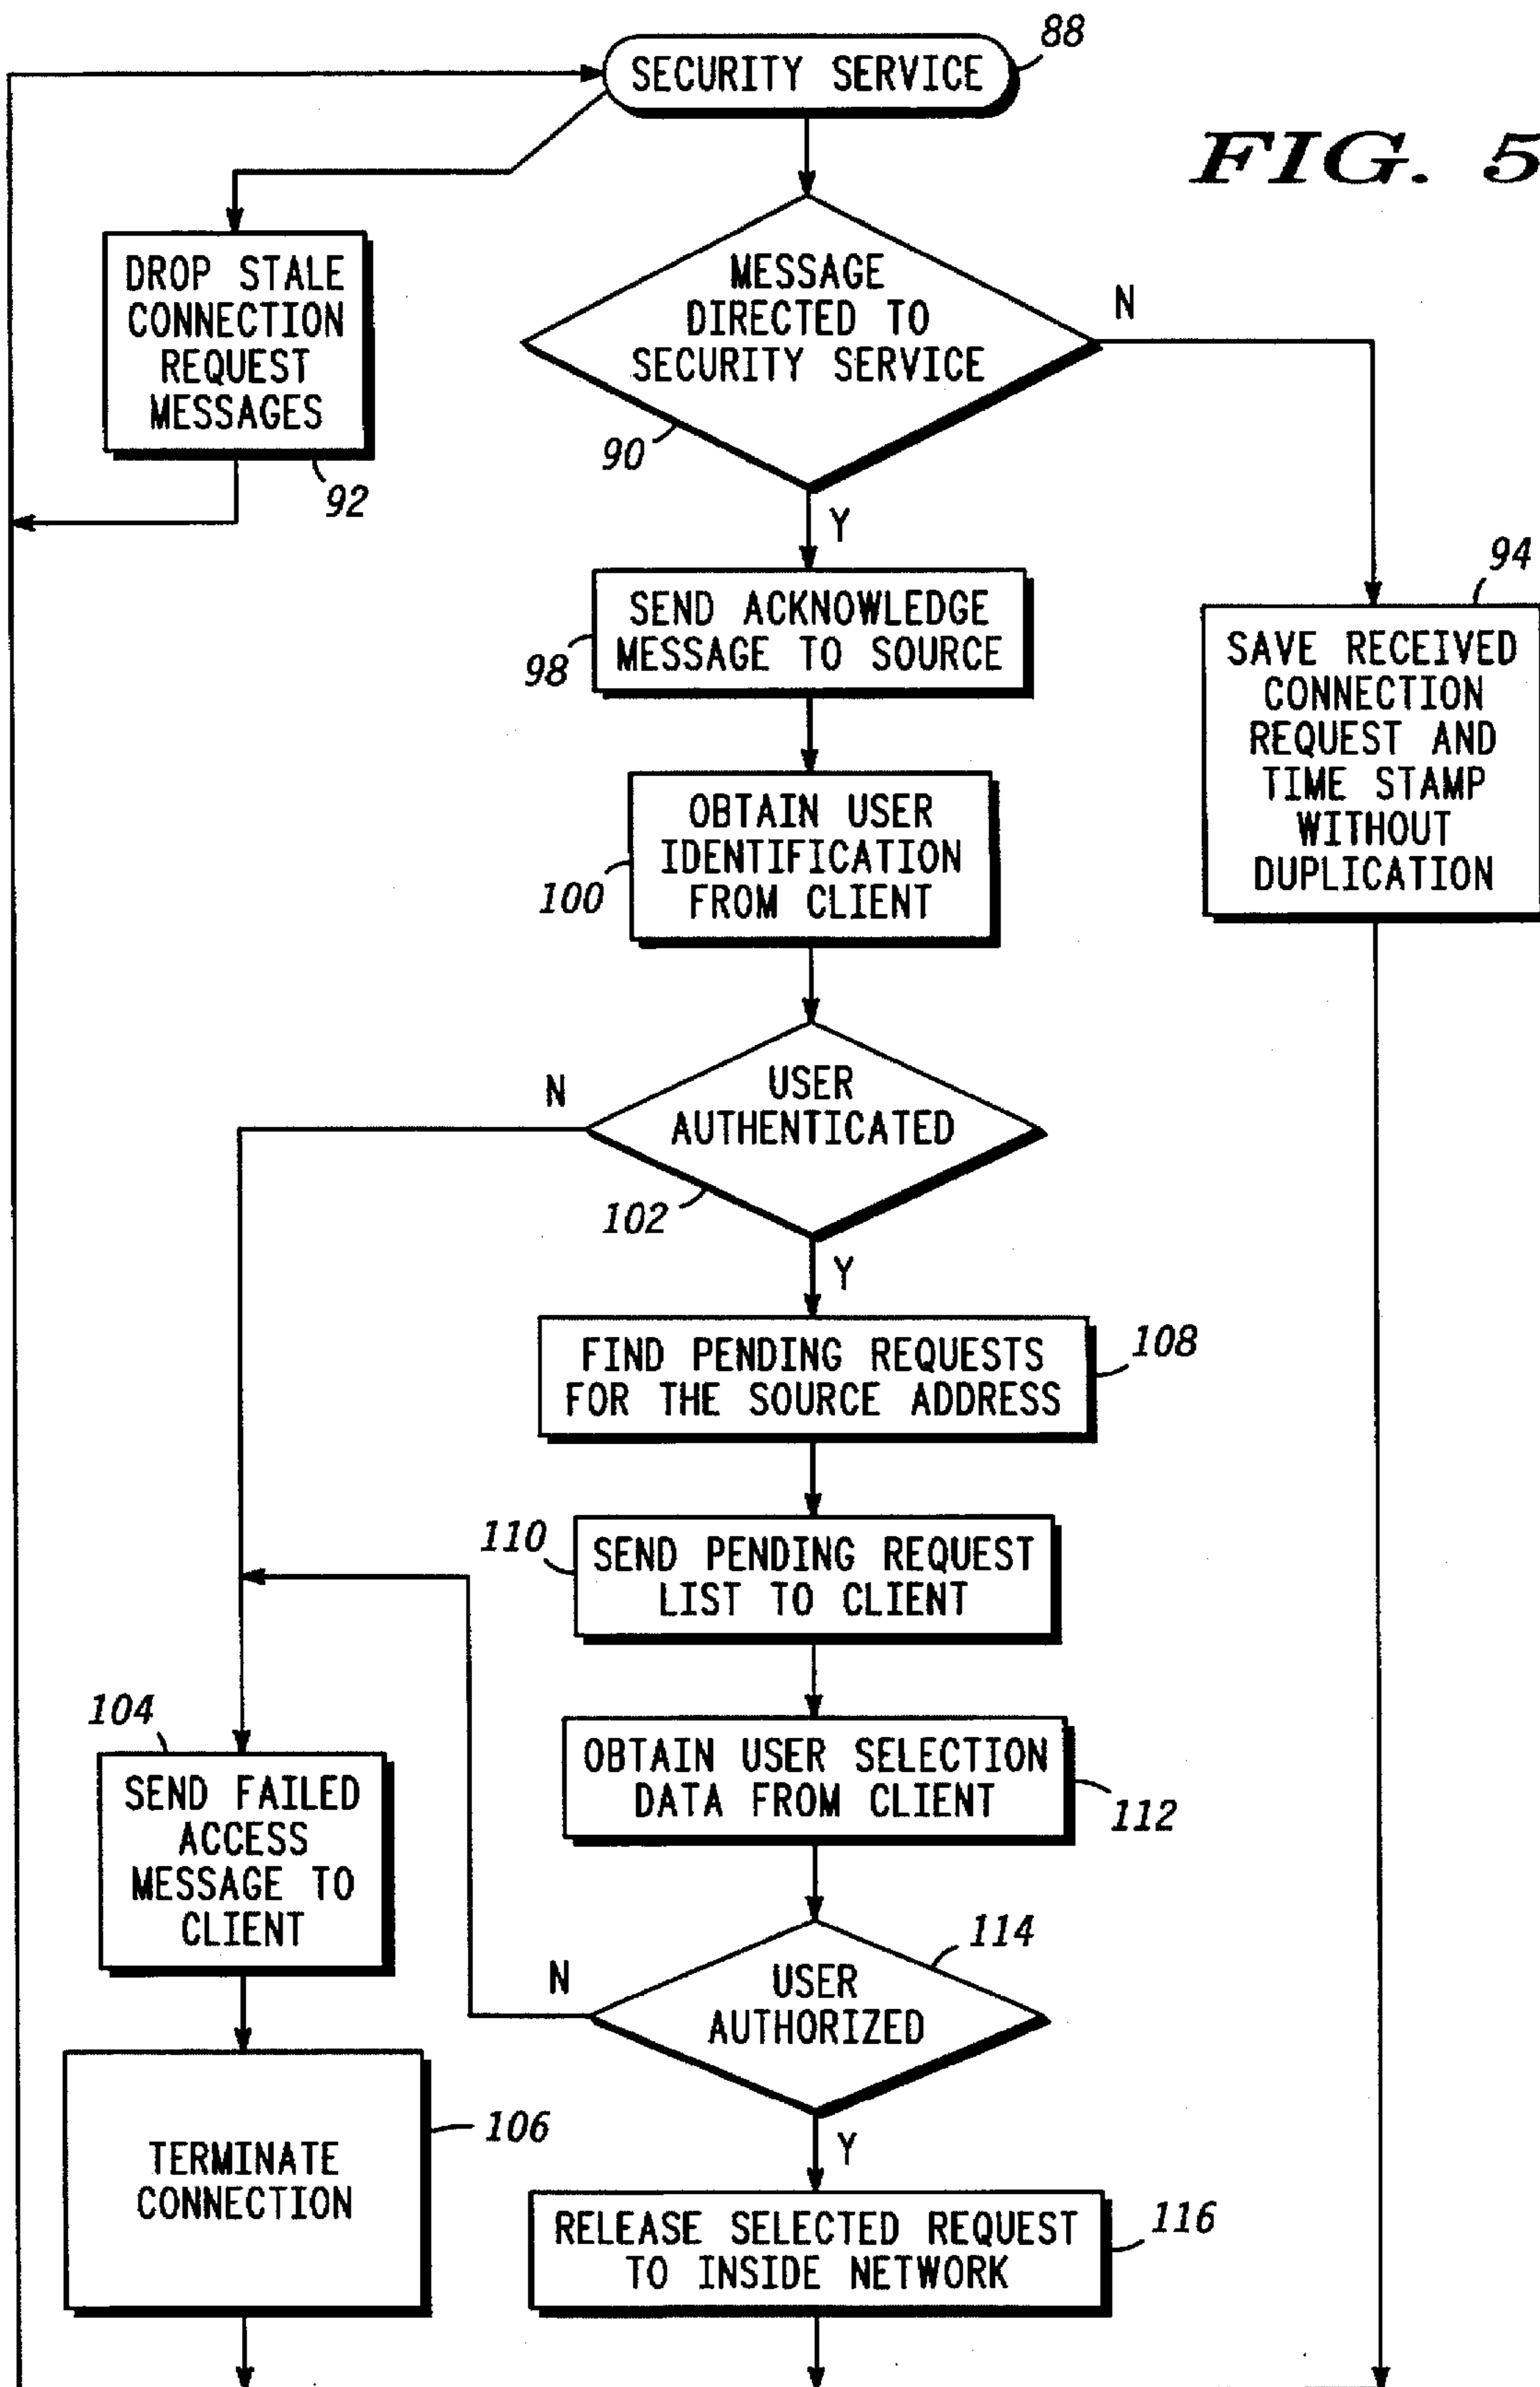 88
SECURITY SERVICE
FIG. 5
DROP STALE
CONNECTION
REQUEST
MESSAGES
92
MESSAGE
DIRECTED TO
SECURITY SERVICE
90
N
Y
94
SAVE RECEIVED
CONNECTION
REQUEST AND
TIME STAMP
WITHOUT
DUPLICATION
SEND ACKNOWLEDGE
MESSAGE TO SOURCE
98
OBTAIN USER
IDENTIFICATION
FROM CLIENT
100
N
USER
AUTHENTICATED
102
Y
FIND PENDING REQUESTS
FOR THE SOURCE ADDRESS
108
110
SEND PENDING REQUEST
LIST TO CLIENT
104
SEND FAILED
ACCESS
MESSAGE TO
CLIENT
OBTAIN USER SELECTION
DATA FROM CLIENT
112
114
N
USER
AUTHORIZED
Y
TERMINATE
CONNECTION
106
RELEASE SELECTED REQUEST
TO INSIDE NETWORK
116